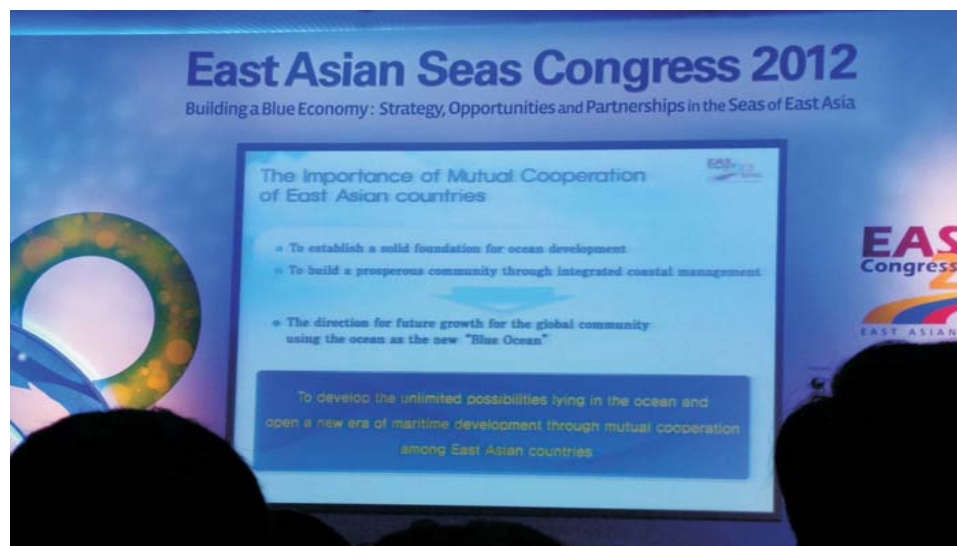 East Asian Seas Congress 2012
Building a Blue Economy: Strategy, Opportunities and Partnerships in the Seas of East Asia
The Importance of Mutual Cooperation
of East Asian countries
To establish a solid foundation for ocean development
To build a prosperous community through integrated coastal management
The direction for future growth for the global community
using the ocean as the new "Blue Ocean"
To develop the unlimited possibilities lying in the ocean and
open a new era of maritime development through mutual cooperation
among East Asian countries
EAS
Congress
EAST ASIAN